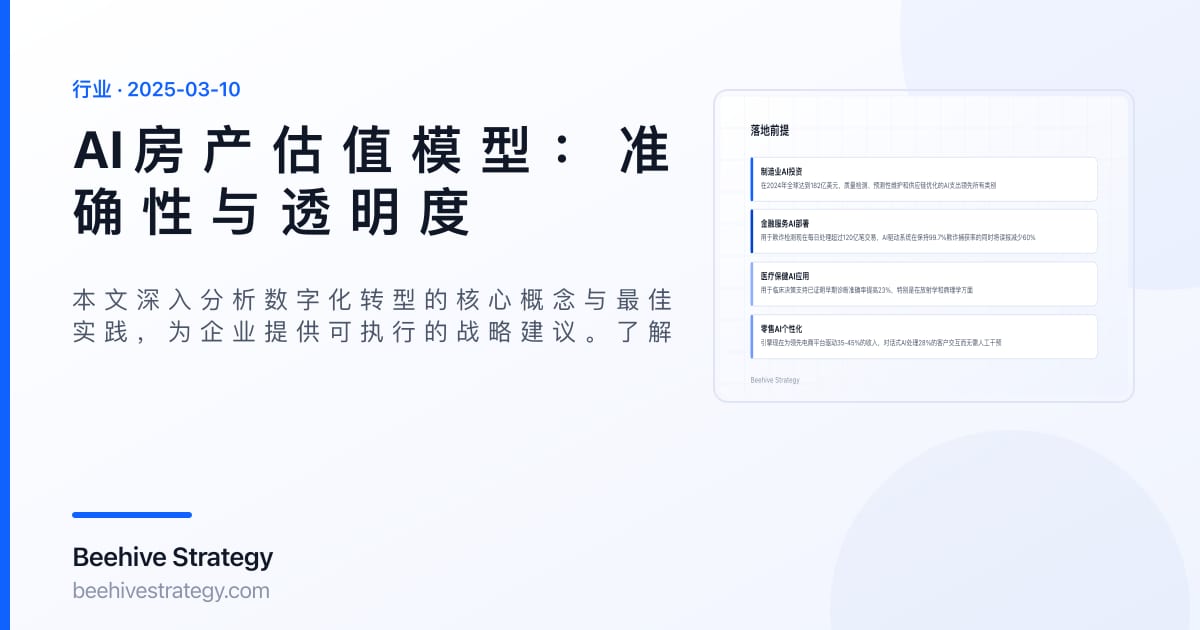 行业 · 2025-03-10
AI房产估值模型：准
确性与透明度
本文深入分析数字化转型的核心概念与最佳
实践，为企业提供可执行的战略建议。了解
Beehive Strategy
beehivestrategy.com
落地前提
制造业AI投资
在2024年全球达到182亿美元，质量检测、预测性维护和供应链优化的AI支出领先所有类别
金融服务AI部署
用于欺诈检测现在每日处理超过120亿笔交易，AI驱动系统在保持99.7%欺诈捕获率的同时将误报减少60%
医疗保健AI应用
用于临床决策支持已证明早期诊断准确率提高23%，特别是在放射学和病理学方面
零售AI个性化
引擎现在为领先电商平台驱动35-45%的收入，对话式AI处理28%的客户交互而无需人工干预
Beehive Strategy